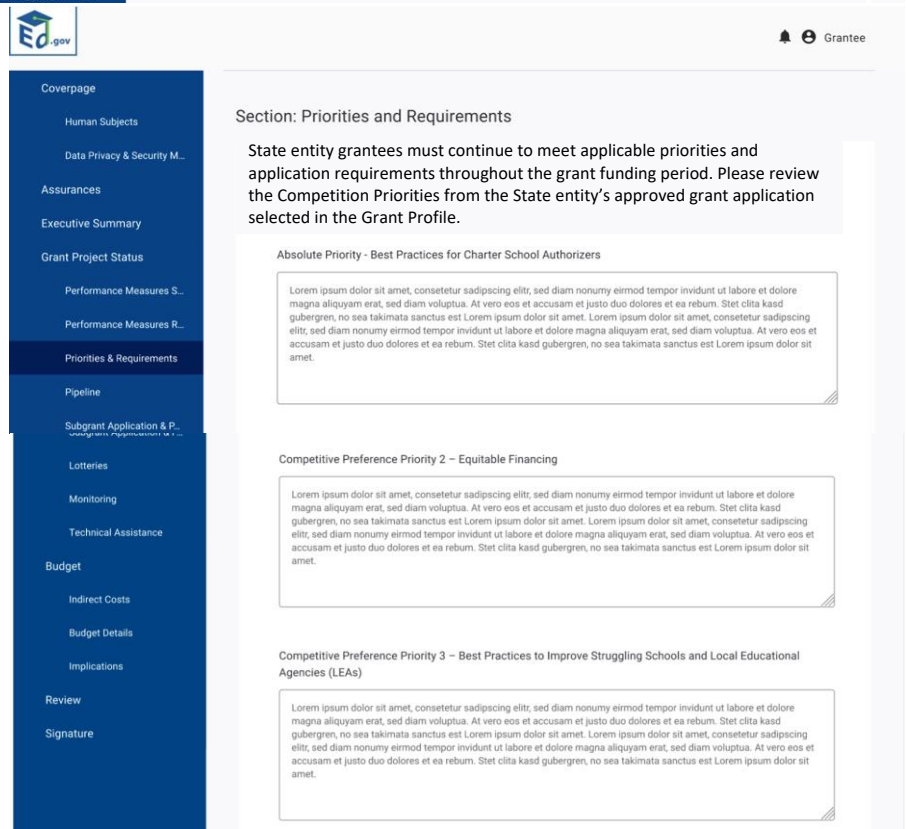 Ed.gov
Grantee
Coverpage
Human Subjects
Data Privacy & Security M...
Assurances
Executive Summary
Grant Project Status
Performance Measures S...
Performance Measures R...
Priorities & Requirements
Pipeline
Subgrant Application & P...
Lotteries
Monitoring
Technical Assistance
Budget
Indirect Costs
Budget Details
Implications
Review
Signature
Section: Priorities and Requirements
State entity grantees must continue to meet applicable priorities and
application requirements throughout the grant funding period. Please review
the Competition Priorities from the State entity's approved grant application
selected in the Grant Profile.
Absolute Priority - Best Practices for Charter School Authorizers
Lorem ipsum dolor sit amet, consetetur sadipscing elitr, sed diam nonumy eirmod tempor invidunt ut labore et dolore
magna aliquyam erat, sed diam voluptua. At vero eos et accusam et justo duo dolores et ea rebum. Stet clita kasd
gubergren, no sea takimata sanctus est Lorem ipsum dolor sit amet. Lorem ipsum dolor sit amet, consetetur sadipscing
elitr, sed diam nonumy eirmod tempor invidunt ut labore et dolore magna aliquyam erat, sed diam voluptua. At vero eos et
accusam et justo duo dolores et ea rebum. Stet clita kasd gubergren, no sea takimata sanctus est Lorem ipsum dolor sit
amet.
Competitive Preference Priority 2 – Equitable Financing
Lorem ipsum dolor sit amet, consetetur sadipscing elitr, sed diam nonumy eirmod tempor invidunt ut labore et dolore
magna aliquyam erat, sed diam voluptua. At vero eos et accusam et justo duo dolores et ea rebum. Stet clita kasd
gubergren, no sea takimata sanctus est Lorem ipsum dolor sit amet. Lorem ipsum dolor sit amet, consetetur sadipscing
elitr, sed diam nonumy eirmod tempor invidunt ut labore et dolore magna aliquyam erat, sed diam voluptua. At vero eos et
accusam et justo duo dolores et ea rebum. Stet clita kasd gubergren, no sea takimata sanctus est Lorem ipsum dolor sit
amet.
Competitive Preference Priority 3 – Best Practices to Improve Struggling Schools and Local Educational
Agencies (LEAs)
Lorem ipsum dolor sit amet, consetetur sadipscing elitr, sed diam nonumy eirmod tempor invidunt ut labore et dolore
magna aliquyam erat, sed diam voluptua. At vero eos et accusam et justo duo dolores et ea rebum. Stet clita kasd
gubergren, no sea takimata sanctus est Lorem ipsum dolor sit amet. Lorem ipsum dolor sit amet, consetetur sadipscing
elitr, sed diam nonumy eirmod tempor invidunt ut labore et dolore magna aliquyam erat, sed diam voluptua. At vero eos et
accusam et justo duo dolores et ea rebum. Stet clita kasd gubergren, no sea takimata sanctus est Lorem ipsum dolor sit
amet.